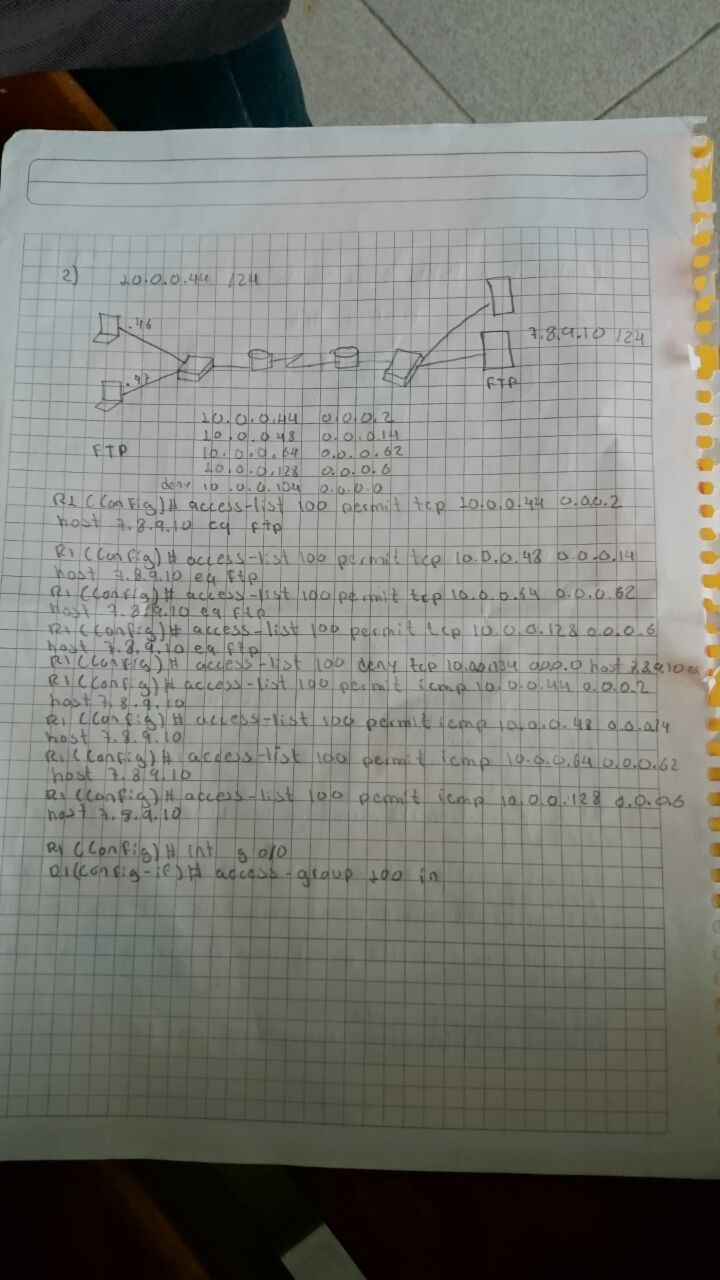 2) 10.0.0.44 /24
.46
7.8.9.10 /24
.47
FTP
10.0.0.44 0.0.0.2
10.0.0.48 0.0.0.14
FTP 10.0.0.64 0.0.0.62
10.0.0.128 0.0.0.6
deny 10.0.0.134 0.0.0.0
R1 (Config)# access-list 100 permit tcp 10.0.0.44 0.0.0.2
host 7.8.9.10 eq ftp
R1 (Config)# access-list 100 permit tcp 10.0.0.48 0.0.0.14
host 7.8.9.10 eq ftp
R1 (Config)# access-list 100 permit tcp 10.0.0.64 0.0.0.62
host 7.8.9.10 eq ftp
R1 (Config)# access-list 100 permit tcp 10.0.0.128 0.0.0.6
host 7.8.9.10 eq ftp
R1 (Config)# access-list 100 deny tcp 10.0.0.134 0.0.0.0 host 7.8.9.10 eq
R1 (Config)# access-list 100 permit icmp 10.0.0.44 0.0.0.2
host 7.8.9.10
R1 (Config)# access-list 100 permit icmp 10.0.0.48 0.0.0.14
host 7.8.9.10
R1 (Config)# access-list 100 permit icmp 10.0.0.64 0.0.0.62
host 7.8.9.10
R1 (Config)# access-list 100 permit icmp 10.0.0.128 0.0.0.6
host 7.8.9.10
R1 (Config)# int g 0/0
R1(Config-if)# access-group 100 in